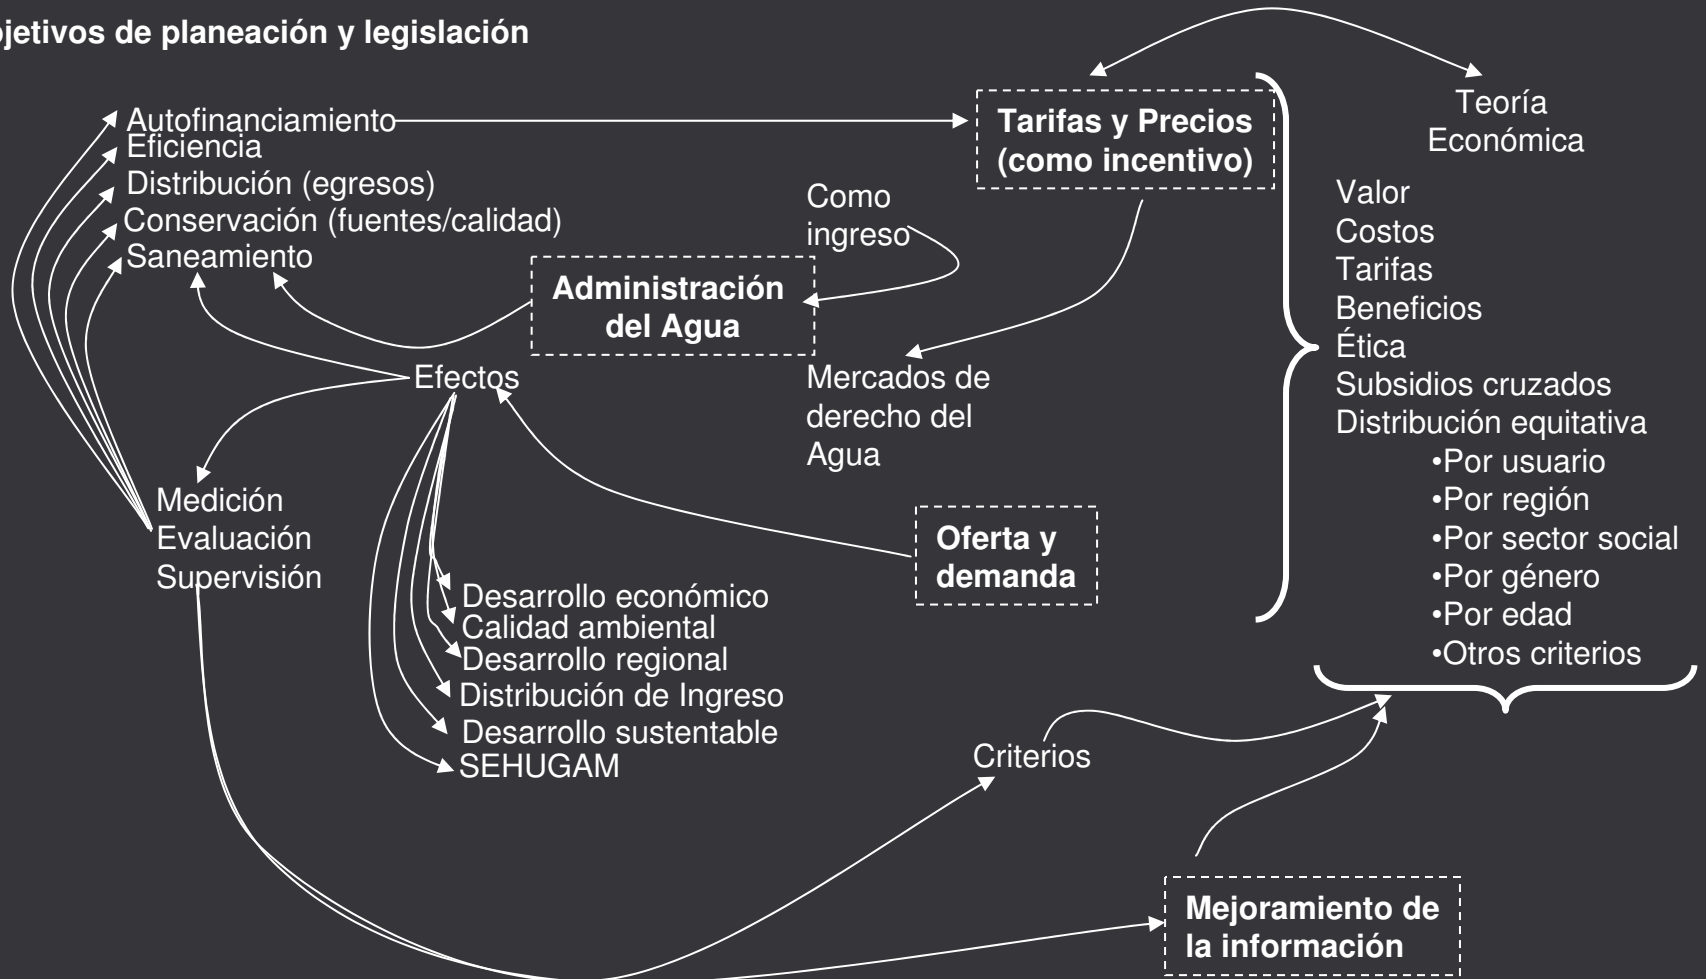 jetivos de planeación y legislación
Autofinanciamiento
Eficiencia
Distribución (egresos)
Conservación (fuentes/calidad)
Saneamiento
Tarifas y Precios
(como incentivo)
Teoría
Económica
Como
ingreso
Administración
del Agua
Efectos
Mercados de
derecho del
Agua
Valor
Costos
Tarifas
Beneficios
Ética
Subsidios cruzados
Distribución equitativa
•Por usuario
•Por región
•Por sector social
•Por género
•Por edad
•Otros criterios
Medición
Evaluación
Supervisión
Oferta y
demanda
Desarrollo económico
Calidad ambiental
Desarrollo regional
Distribución de Ingreso
Desarrollo sustentable
SEHUGAM
Criterios
Mejoramiento de
la información